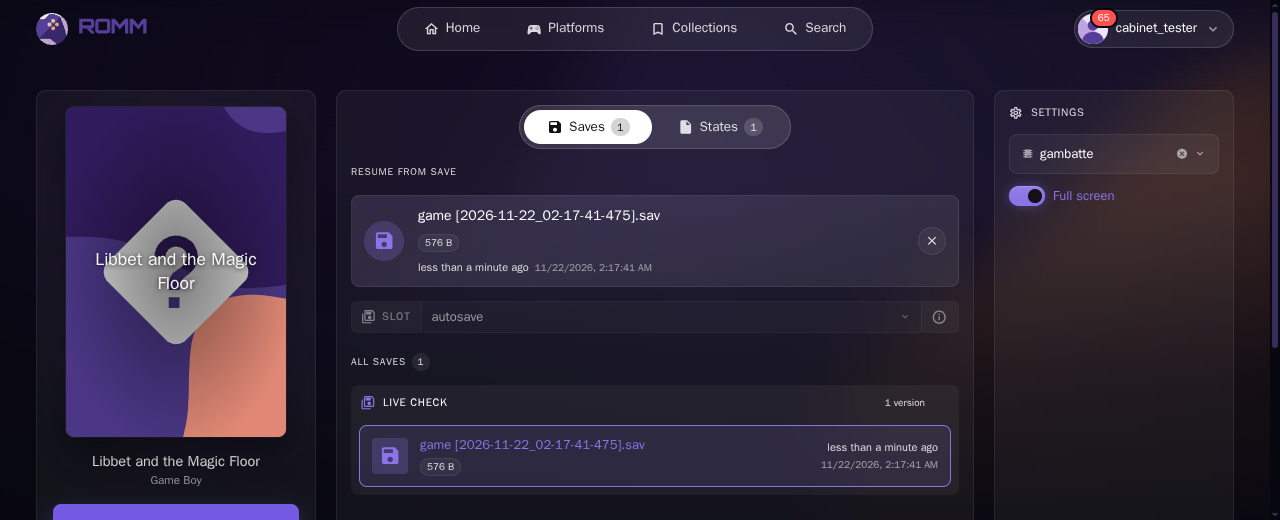 ROMM
Home
Platforms
Collections
Search
65
cabinet_tester
Libbet and the Magic
Floor
Libbet and the Magic Floor
Game Boy
Saves 1
States 1
RESUME FROM SAVE
game [2026-11-22_02-17-41-475].sav
576 B
less than a minute ago 11/22/2026, 2:17:41 AM
SLOT autosave
ALL SAVES 1
LIVE CHECK
1 version
game [2026-11-22_02-17-41-475].sav
576 B
less than a minute ago
11/22/2026, 2:17:41 AM
SETTINGS
gambatte
Full screen